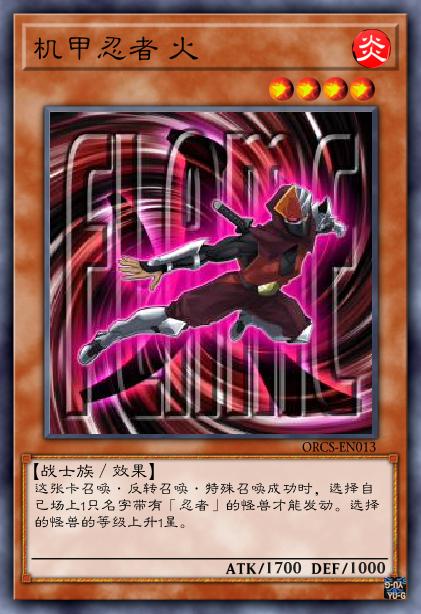 机甲忍者 火
炎
FLAME
ORCS-EN013
【战士族／效果】
这张卡召唤·反转召唤·特殊召唤成功时，选择自
己场上1只名字带有「忍者」的怪兽才能发动。选择
的怪兽的等级上升1星。
ATK/1700 DEF/1000